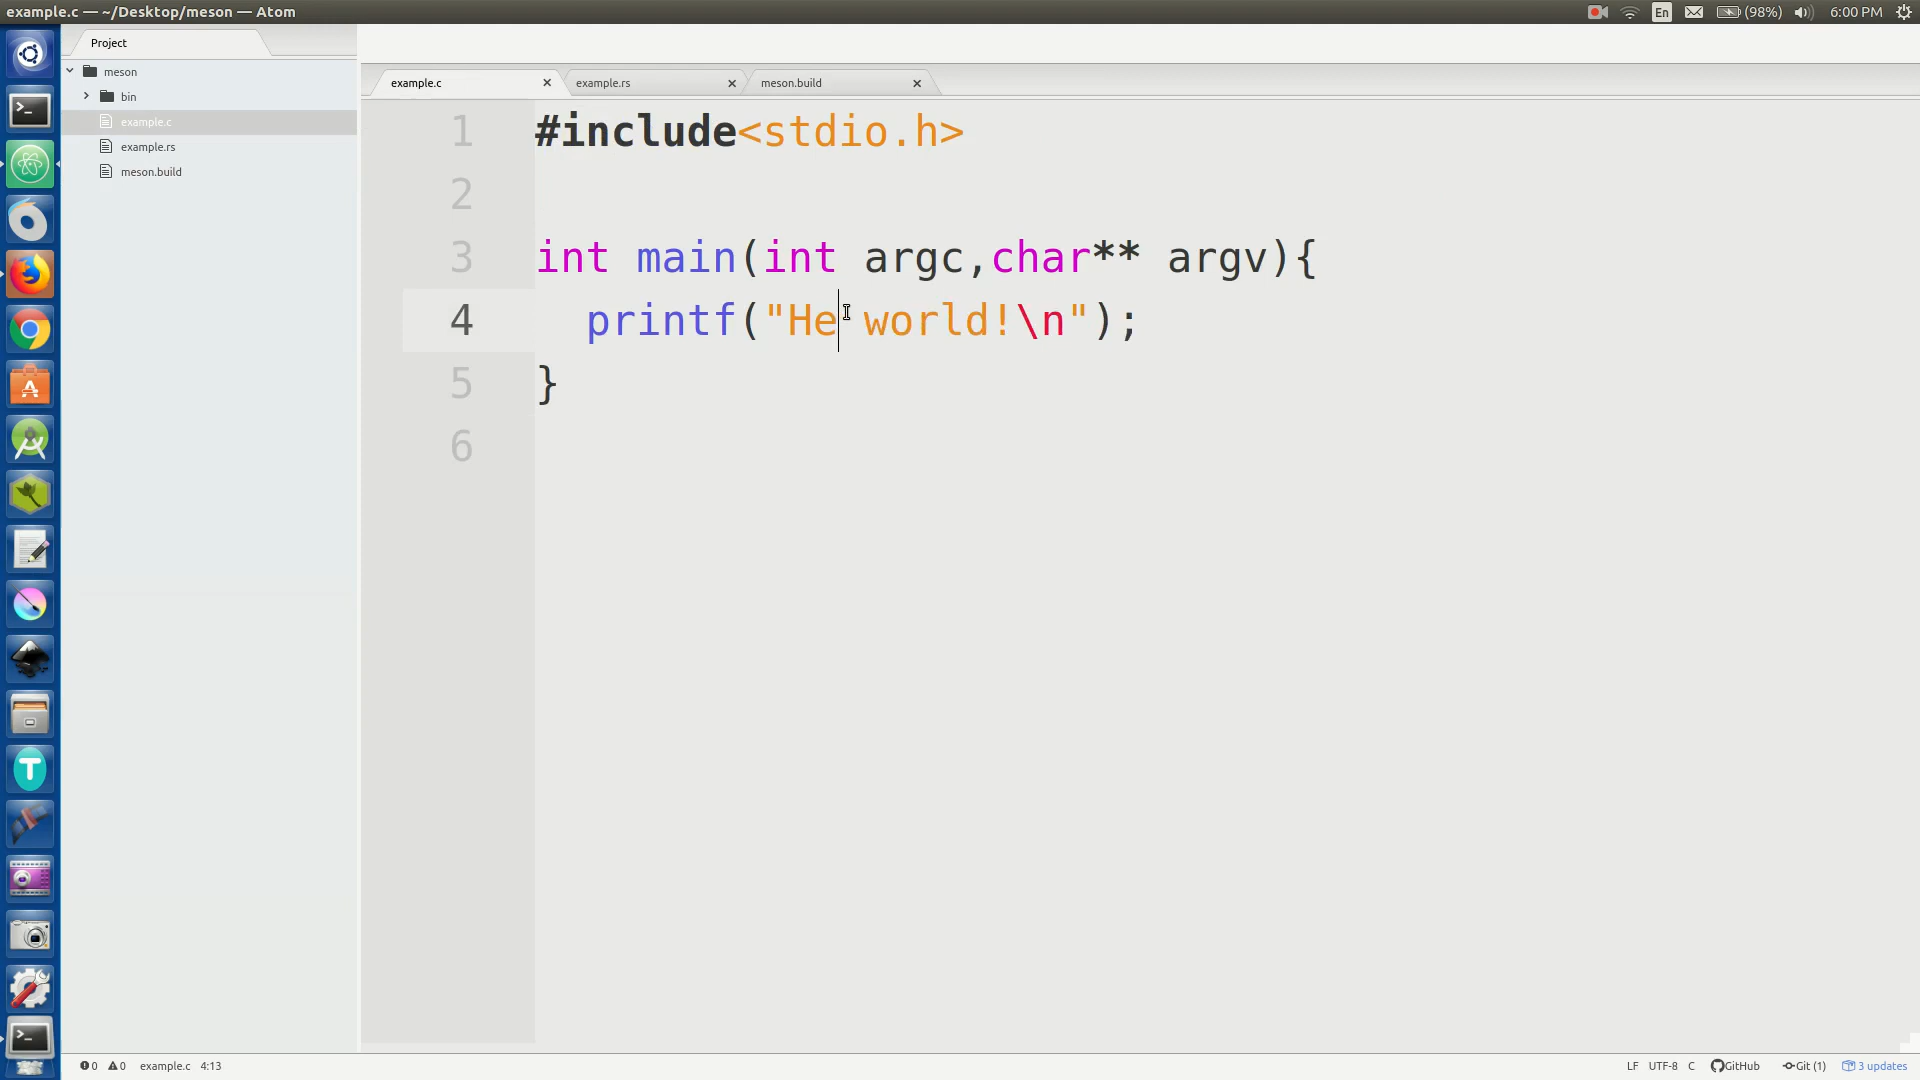 example.c — ~/Desktop/meson — Atom
En
(98%)
6:00 PM
Project
meson
bin
example.c
example.rs
meson.build
example.c
example.rs
meson.build
1 #include<stdio.h>
2
3 int main(int argc,char** argv){
4 printf("He world!\n");
5 }
6
0 0 example.c 4:13
LF UTF-8 C GitHub Git (1) 3 updates